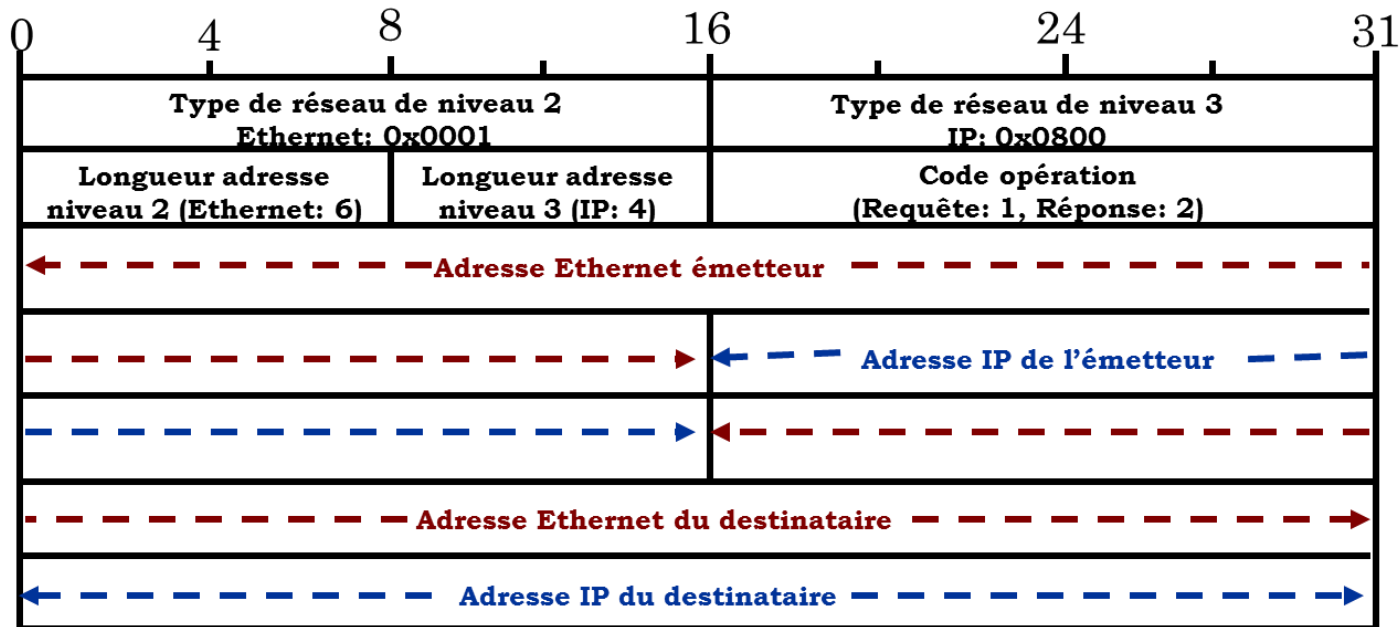 0 4 8 16 24 31
Type de réseau de niveau 2
Ethernet: 0x0001
Type de réseau de niveau 3
IP: 0x0800
Longueur adresse
niveau 2 (Ethernet: 6)
Longueur adresse
niveau 3 (IP: 4)
Code opération
(Requête: 1, Réponse: 2)
Adresse Ethernet émetteur
Adresse IP de l'émetteur
Adresse Ethernet du destinataire
Adresse IP du destinataire